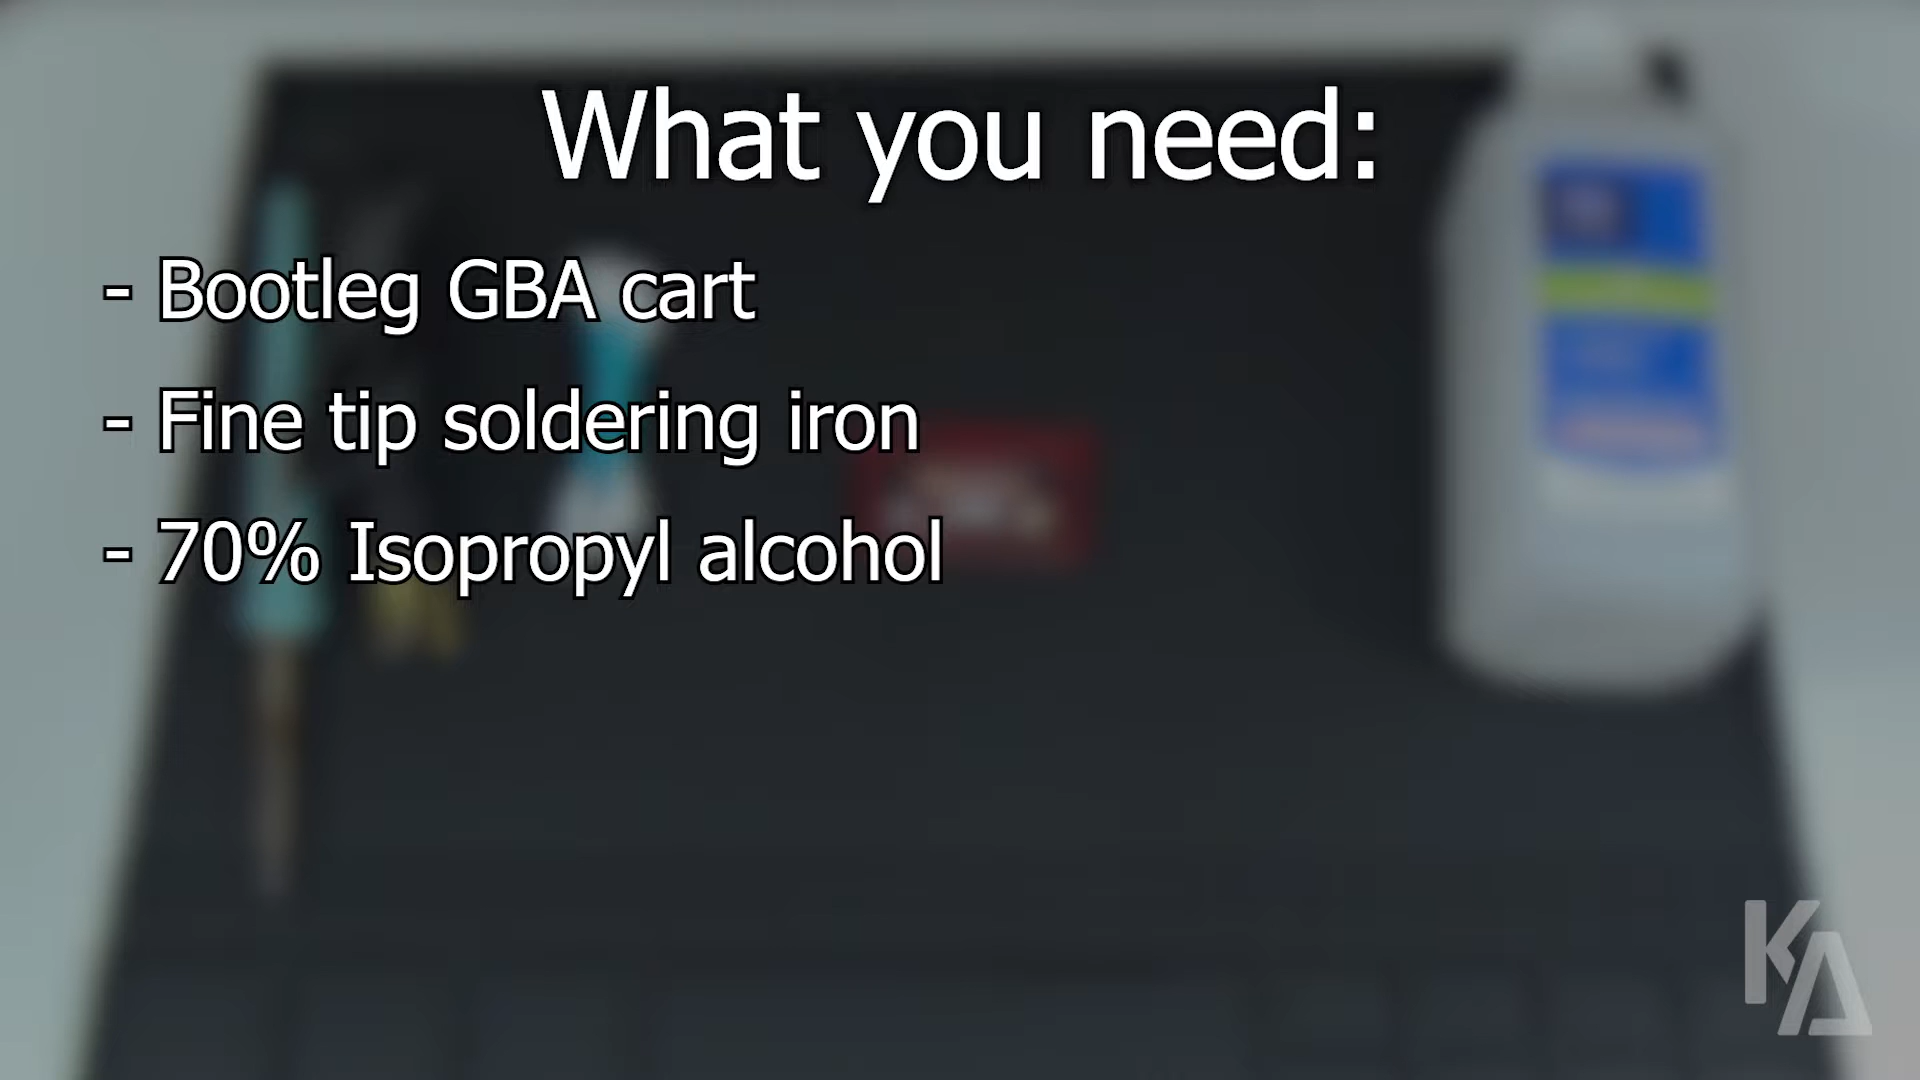 What you need:
- Bootleg GBA cart
- Fine tip soldering iron
- 70% Isopropyl alcohol
KA